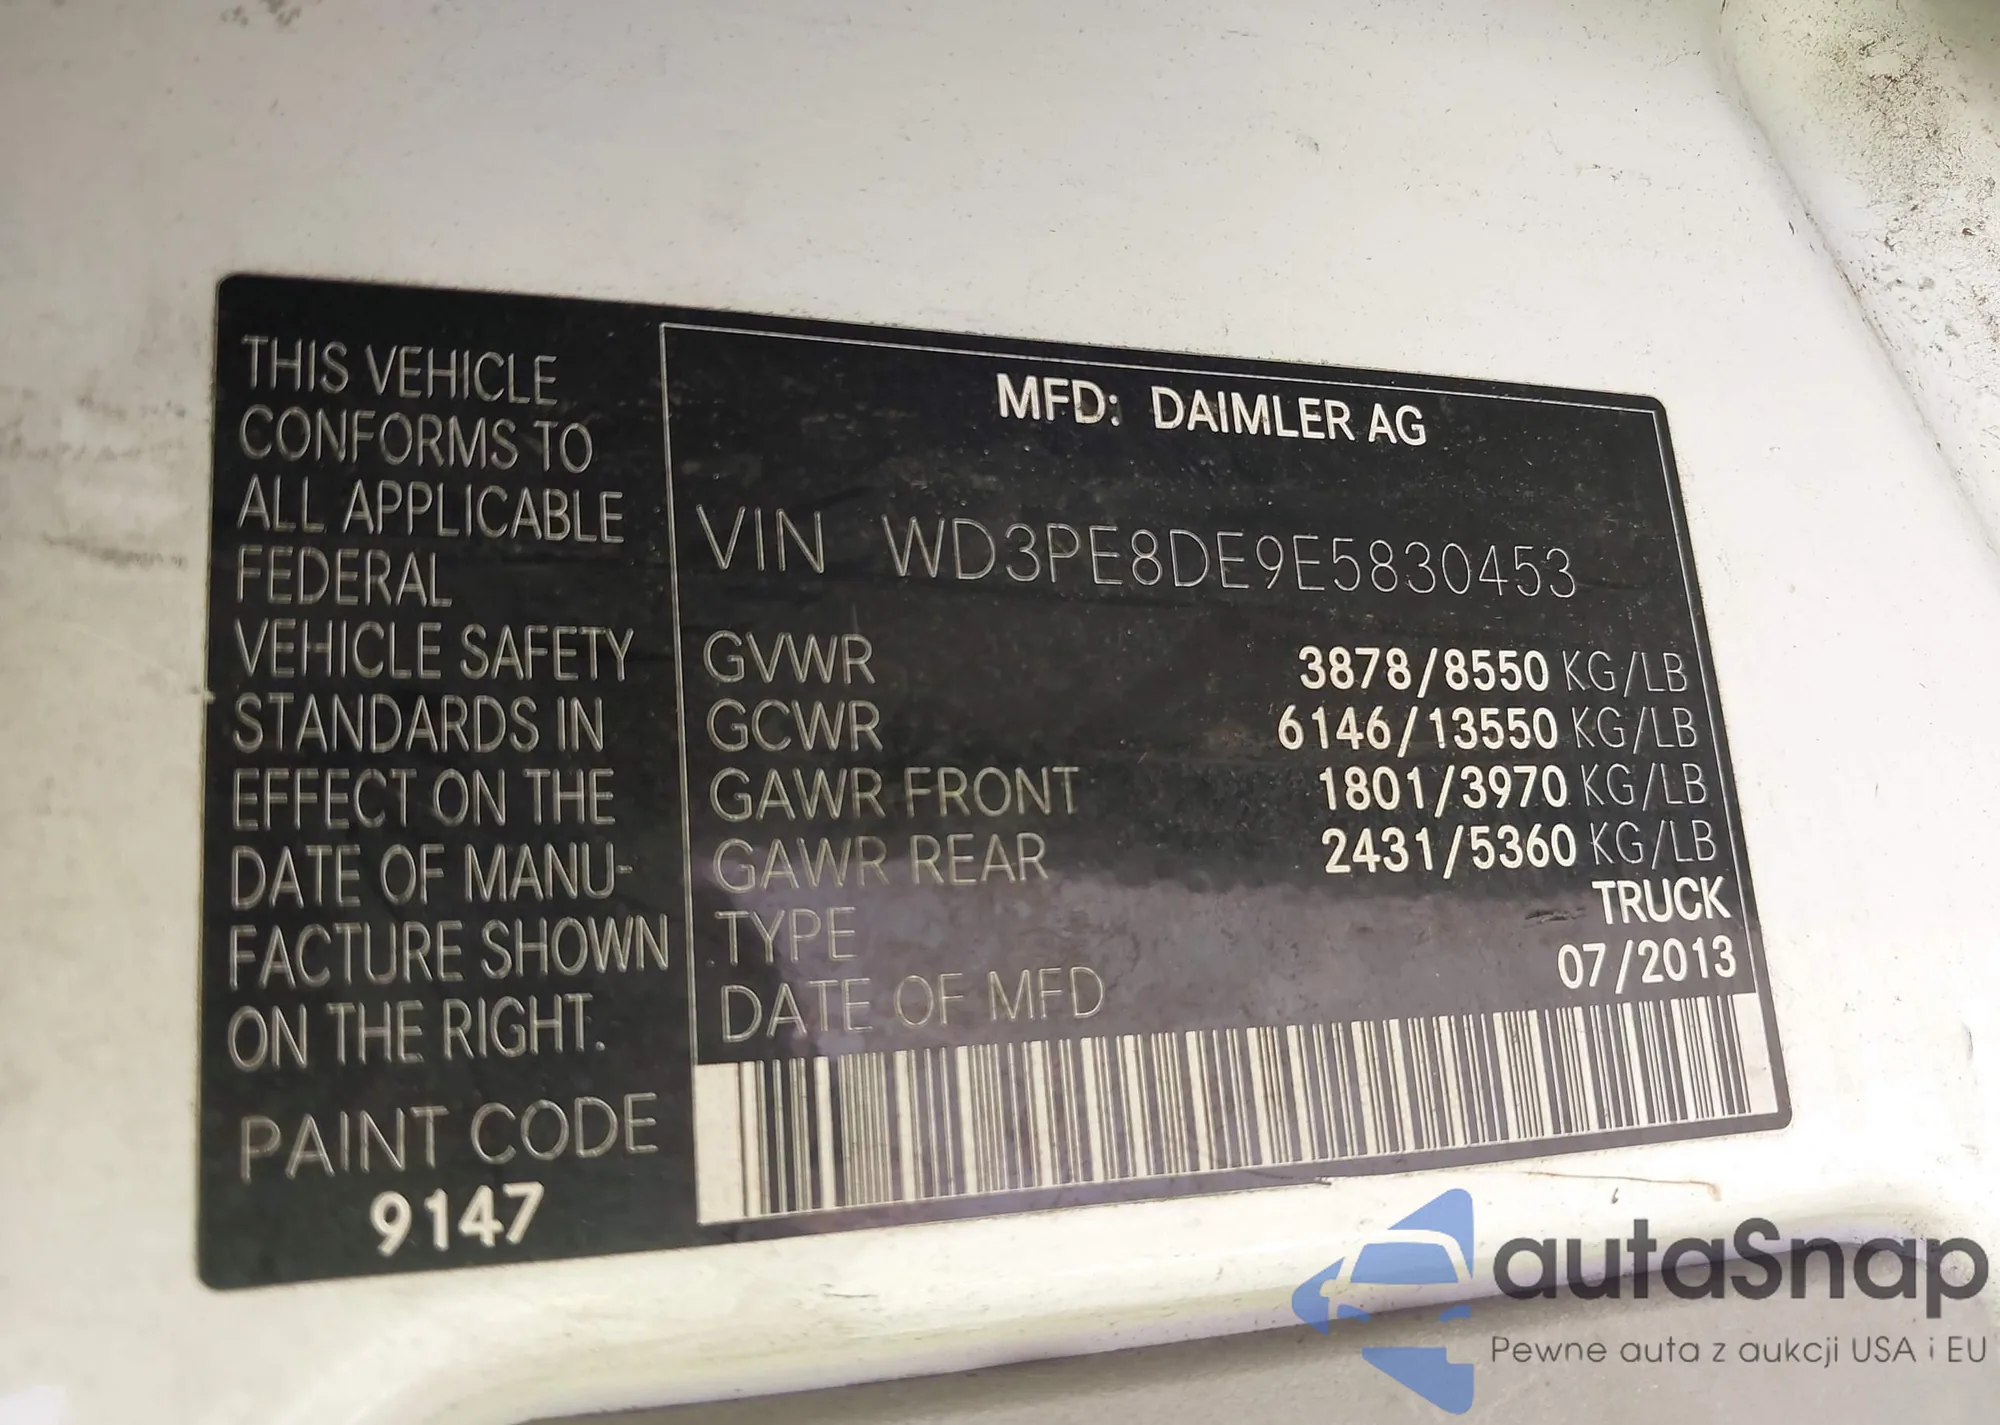 THIS VEHICLE
CONFORMS TO
ALL APPLICABLE
FEDERAL
VEHICLE SAFETY
STANDARDS IN
EFFECT ON THE
DATE OF MANU-
FACTURE SHOWN
ON THE RIGHT.
PAINT CODE
9147
MFD: DAIMLER AG
VIN WD3PE8DE9E5830453
GVWR 3878/8550 KG/LB
GCWR 6146/13550 KG/LB
GAWR FRONT 1801/3970 KG/LB
GAWR REAR 2431/5360 KG/LB
TYPE TRUCK
DATE OF MFD 07/2013
autaSnap
Pewne auta z aukcji USA i EU